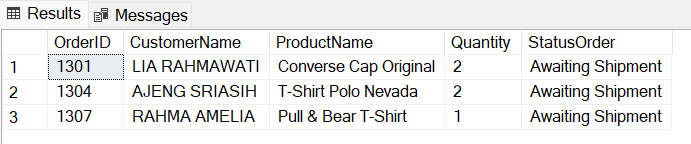 Results Messages
OrderID CustomerName ProductName Quantity StatusOrder
1 1301 LIA RAHMAWATI Converse Cap Original 2 Awaiting Shipment
2 1304 AJENG SRIASIH T-Shirt Polo Nevada 2 Awaiting Shipment
3 1307 RAHMA AMELIA Pull & Bear T-Shirt 1 Awaiting Shipment